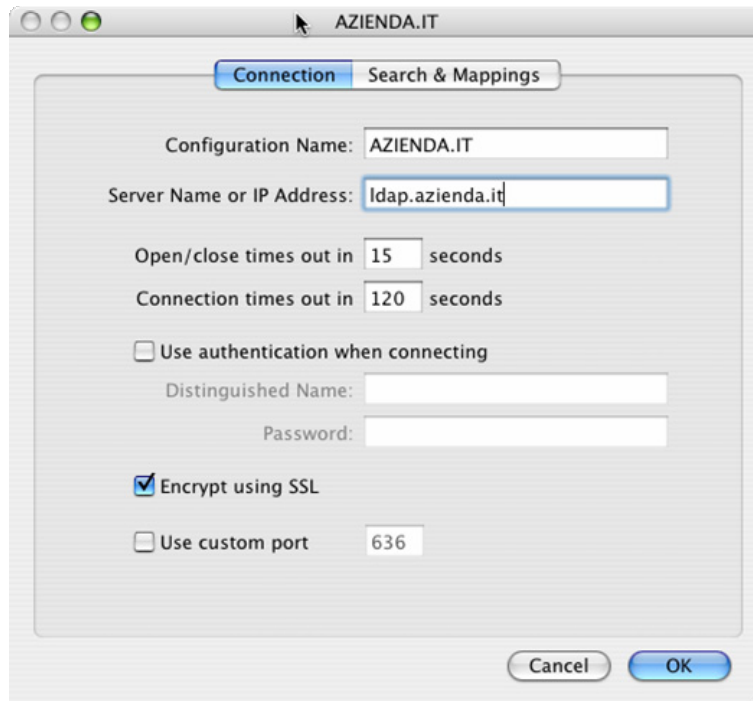 AZIENDA.IT
Connection Search & Mappings
Configuration Name: AZIENDA.IT
Server Name or IP Address: ldap.azienda.it
Open/close times out in 15 seconds
Connection times out in 120 seconds
Use authentication when connecting
Distinguished Name:
Password:
Encrypt using SSL
Use custom port 636
Cancel OK